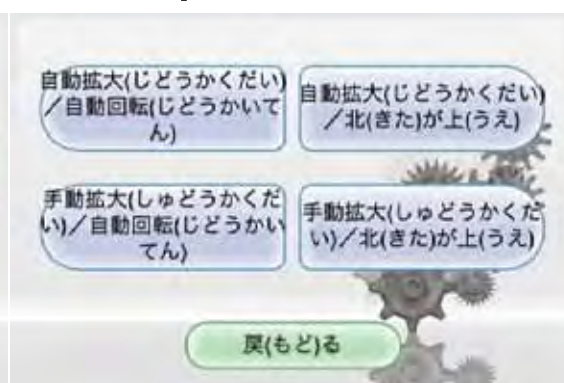 自動拡大(じどうかくだい)
／自動回転(じどうかいて
ん)
自動拡大(じどうかくだい)
／北(きた)が上(うえ)
手動拡大(しゅどうかくだ
い)／自動回転(じどうかい
てん)
手動拡大(しゅどうかくだ
い)／北(きた)が上(うえ)
戻(もど)る